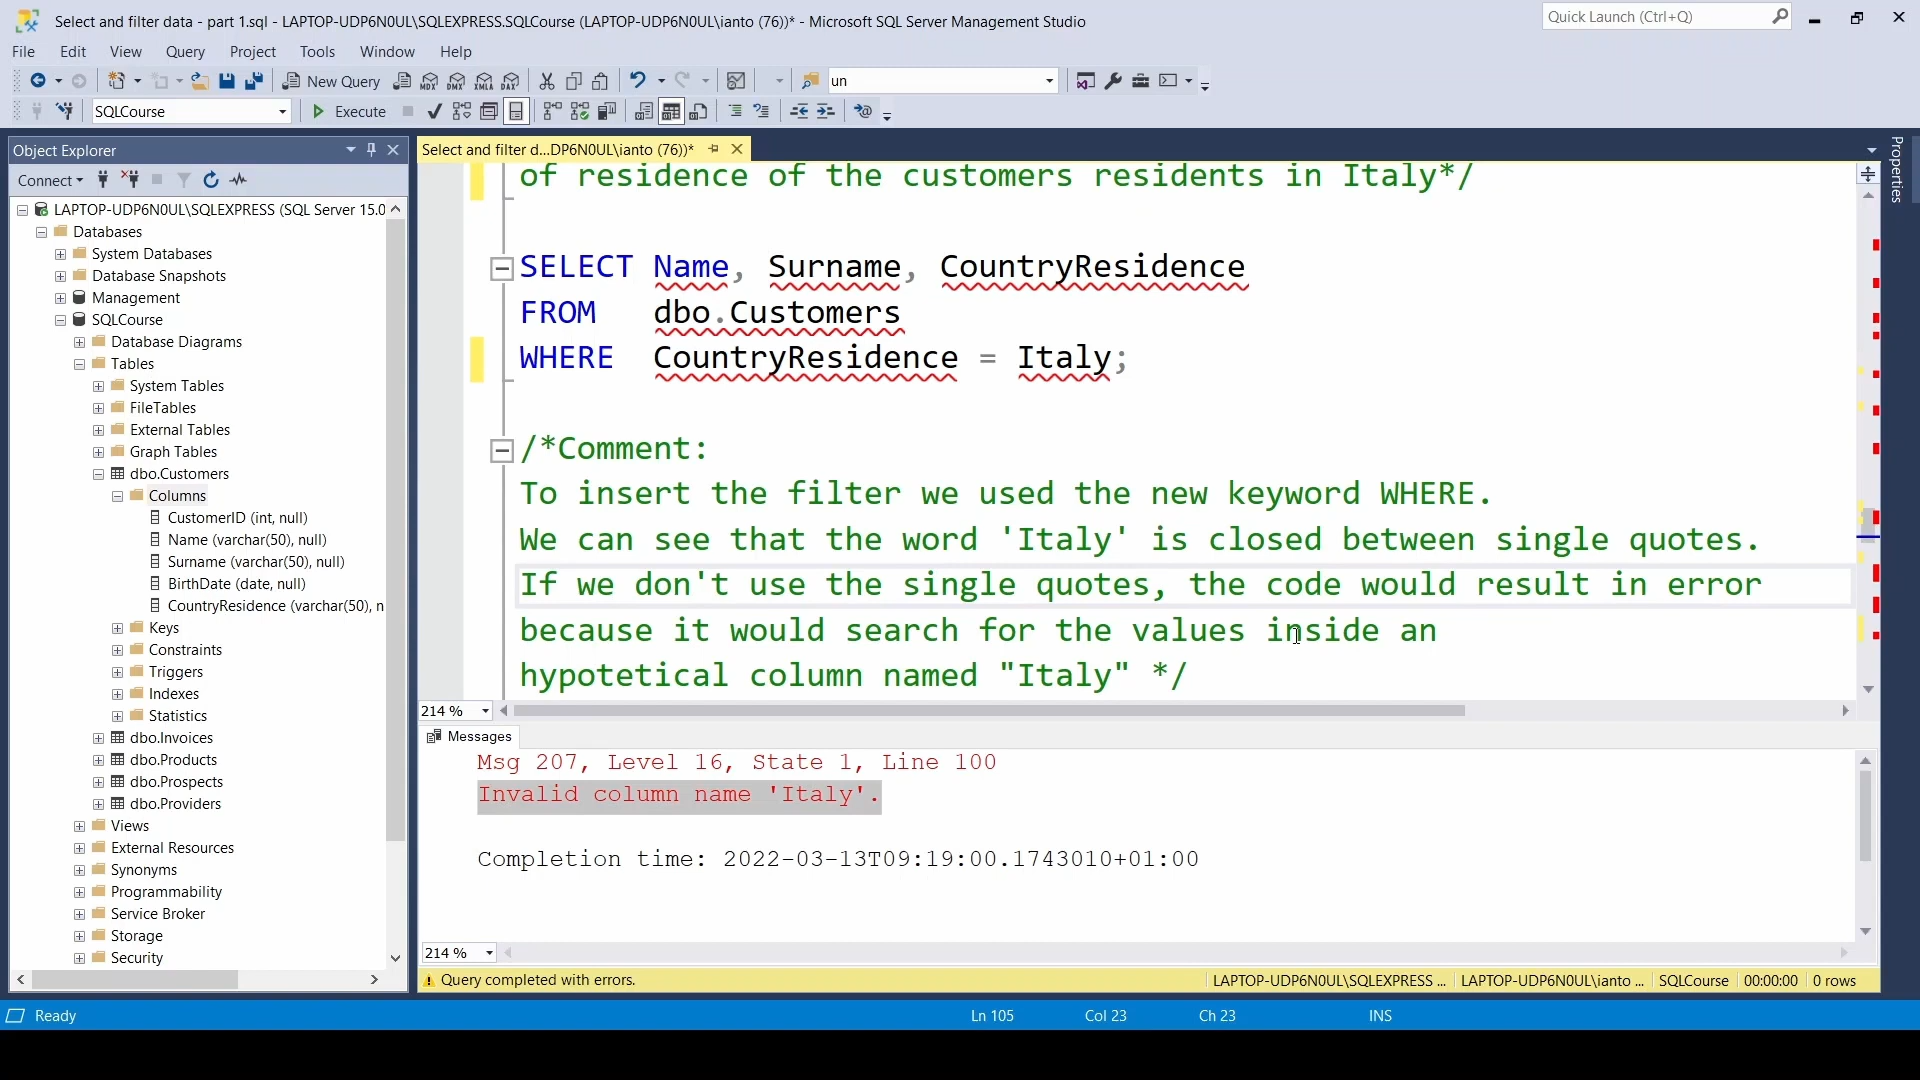 Select and filter data - part 1.sql - LAPTOP-UDP6N0UL\SQLEXPRESS.SQLCourse (LAPTOP-UDP6N0UL\ianto (76))* - Microsoft SQL Server Management Studio
Quick Launch (Ctrl+Q)
File Edit View Query Project Tools Window Help
New Query
MDX DMX XMLA DAX
un
SQLCourse
Execute
Object Explorer
Connect
LAPTOP-UDP6N0UL\SQLEXPRESS (SQL Server 15.0
Databases
System Databases
Database Snapshots
Management
SQLCourse
Database Diagrams
Tables
System Tables
FileTables
External Tables
Graph Tables
dbo.Customers
Columns
CustomerID (int, null)
Name (varchar(50), null)
Surname (varchar(50), null)
BirthDate (date, null)
CountryResidence (varchar(50), n
Keys
Constraints
Triggers
Indexes
Statistics
dbo.Invoices
dbo.Products
dbo.Prospects
dbo.Providers
Views
External Resources
Synonyms
Programmability
Service Broker
Storage
Security
Select and filter d...DP6N0UL\ianto (76))*
Properties
of residence of the customers residents in Italy*/
SELECT Name, Surname, CountryResidence
FROM dbo.Customers
WHERE CountryResidence = Italy;
/*Comment:
To insert the filter we used the new keyword WHERE.
We can see that the word 'Italy' is closed between single quotes.
If we don't use the single quotes, the code would result in error
because it would search for the values inside an
hypotetical column named "Italy" */
214 %
Messages
Msg 207, Level 16, State 1, Line 100
Invalid column name 'Italy'.
Completion time: 2022-03-13T09:19:00.1743010+01:00
214 %
Query completed with errors.
LAPTOP-UDP6N0UL\SQLEXPRESS ... LAPTOP-UDP6N0UL\ianto ... SQLCourse 00:00:00 0 rows
Ready
Ln 105 Col 23 Ch 23 INS